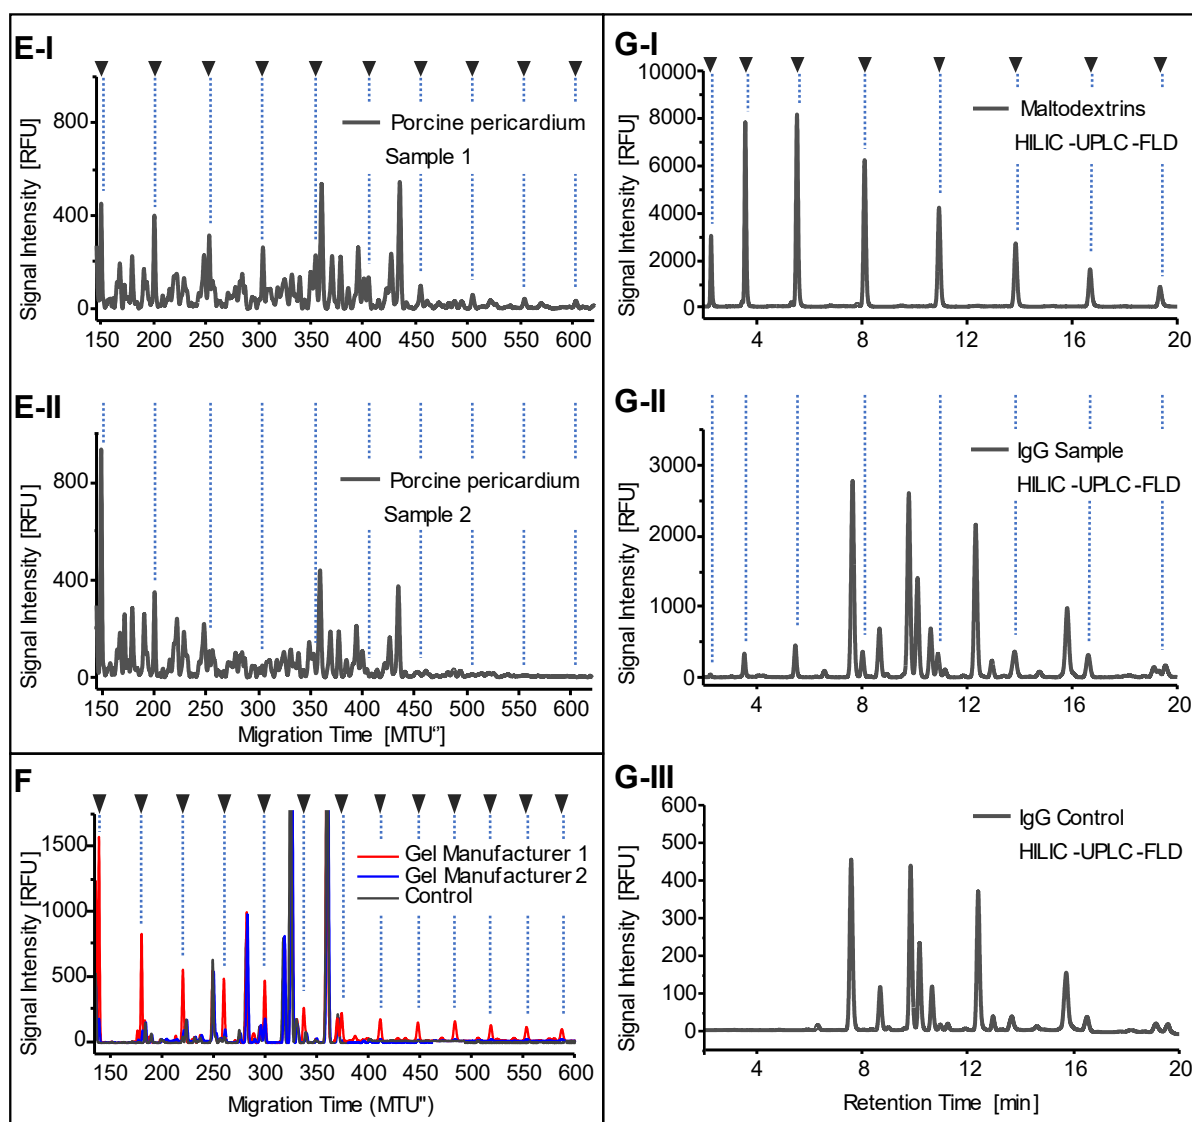 E-I
Signal Intensity [RFU]
800
400
0
Porcine pericardium
Sample 1
150 200 250 300 350 400 450 500 550 600
E-II
Signal Intensity [RFU]
800
400
0
Porcine pericardium
Sample 2
150 200 250 300 350 400 450 500 550 600
Migration Time [MTU"]
F
Signal Intensity [RFU]
1500
1000
500
0
Gel Manufacturer 1
Gel Manufacturer 2
Control
150 200 250 300 350 400 450 500 550 600
Migration Time (MTU")
G-I
Signal Intensity [RFU]
10000
8000
6000
4000
2000
0
Maltodextrins
HILIC -UPLC -FLD
4 8 12 16 20
G-II
Signal Intensity [RFU]
3000
2000
1000
0
IgG Sample
HILIC -UPLC -FLD
4 8 12 16 20
G-III
Signal Intensity [RFU]
600
500
400
300
200
100
00
IgG Control
HILIC -UPLC -FLD
4 8 12 16 20
Retention Time [min]